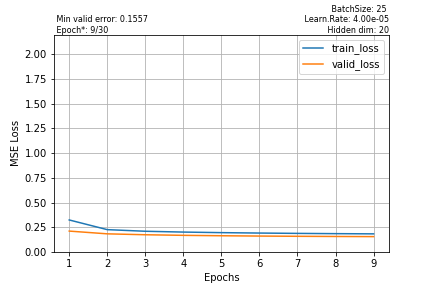 BatchSize: 25
Min valid error: 0.1557
Learn.Rate: 4.00e-05
Epoch*: 9/30
Hidden dim: 20
train_loss
valid_loss
2.00
1.75
1.50
1.25
1.00
0.75
0.50
0.25
0.00
MSE Loss
1 2 3 4 5 6 7 8 9
Epochs